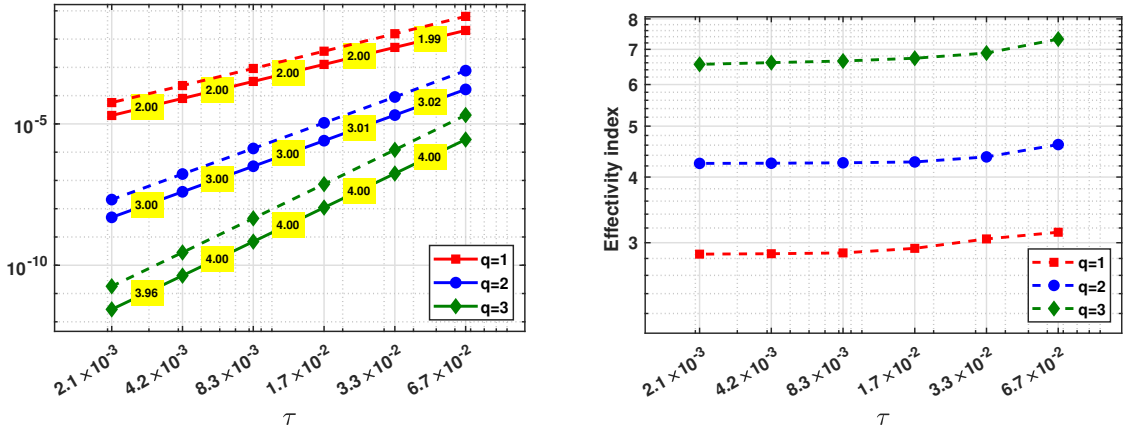 1.99
2.00
2.00
2.00
2.00
3.02
3.01
3.00
3.00
3.00
4.00
4.00
4.00
4.00
3.96
10^-5
10^-10
q=1
q=2
q=3
2.1 × 10^-3
4.2 × 10^-3
8.3 × 10^-3
1.7 × 10^-2
3.3 × 10^-2
6.7 × 10^-2
τ
Effectivity index
8
7
6
5
4
3
q=1
q=2
q=3
2.1 × 10^-3
4.2 × 10^-3
8.3 × 10^-3
1.7 × 10^-2
3.3 × 10^-2
6.7 × 10^-2
τ